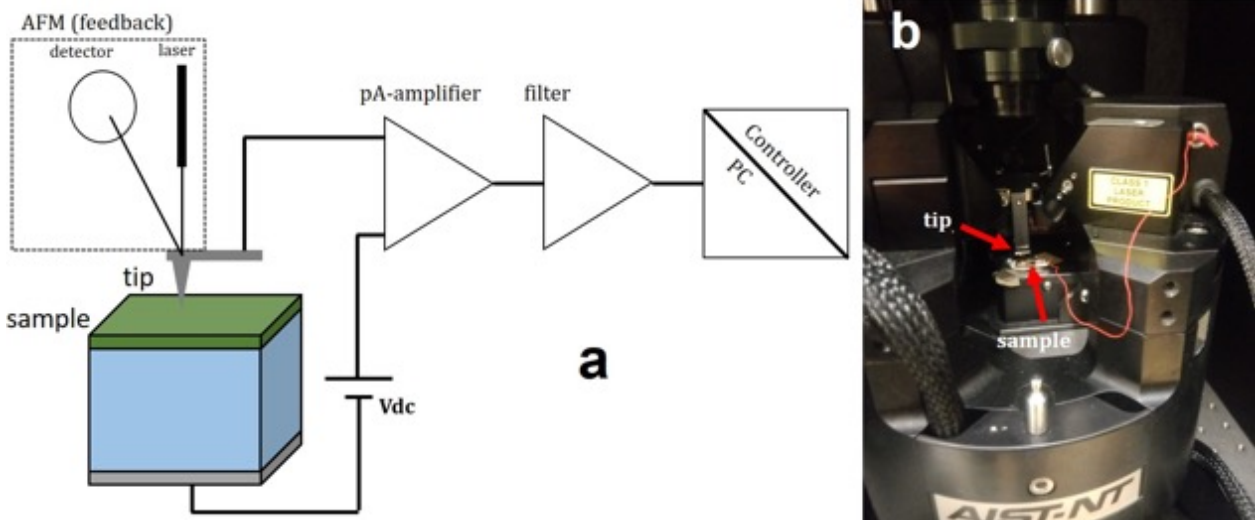 AFM (feedback)
detector
laser
pA-amplifier
filter
Controller
PC
tip
sample
Vdc
a
b
CLASS 1
LASER
PRODUCT
tip
sample
AIST-NT